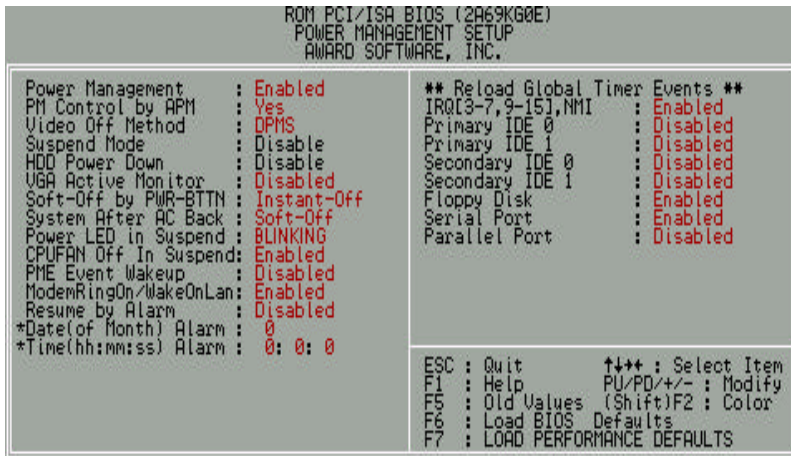 ROM PCI/ISA BIOS (2A69KG0E)
POWER MANAGEMENT SETUP
AWARD SOFTWARE, INC.
Power Management : Enabled
PM Control by APM : Yes
Video Off Method : DPMS
Suspend Mode : Disable
HDD Power Down : Disable
VGA Active Monitor : Disabled
Soft-Off by PWR-BTTN : Instant-Off
System After AC Back : Soft-Off
Power LED in Suspend : BLINKING
CPUFAN Off In Suspend: Enabled
PME Event Wakeup : Disabled
ModemRingOn/WakeOnLan: Enabled
Resume by Alarm : Disabled
*Date(of Month) Alarm : 0
*Time(hh:mm:ss) Alarm : 0: 0: 0
** Reload Global Timer Events **
IRQ[3-7,9-15],NMI : Enabled
Primary IDE 0 : Disabled
Primary IDE 1 : Disabled
Secondary IDE 0 : Disabled
Secondary IDE 1 : Disabled
Floppy Disk : Enabled
Serial Port : Enabled
Parallel Port : Disabled
ESC : Quit ↑↓→← : Select Item
F1 : Help PU/PD/+/- : Modify
F5 : Old Values (Shift)F2 : Color
F6 : Load BIOS Defaults
F7 : LOAD PERFORMANCE DEFAULTS